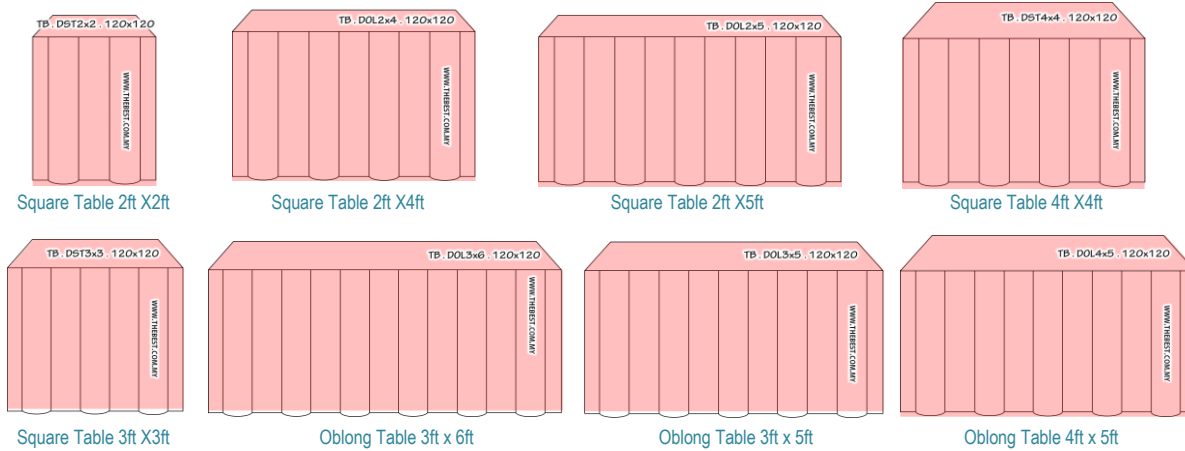 TB . DST2x2 . 120x120
TB . DOL2x4 . 120x120
TB . DOL2x5 . 120x120
TB . DST4x4 . 120x120
WWW.THEBEST.COM.MY
WWW.THEBEST.COM.MY
WWW.THEBEST.COM.MY
WWW.THEBEST.COM.MY
Square Table 2ft X2ft
Square Table 2ft X4ft
Square Table 2ft X5ft
Square Table 4ft X4ft
TB . DST3x3 . 120x120
TB . DOL3x6 . 120x120
TB . DOL3x5 . 120x120
TB . DOL4x5 . 120x120
WWW.THEBEST.COM.MY
WWW.THEBEST.COM.MY
WWW.THEBEST.COM.MY
WWW.THEBEST.COM.MY
Square Table 3ft X3ft
Oblong Table 3ft x 6ft
Oblong Table 3ft x 5ft
Oblong Table 4ft x 5ft